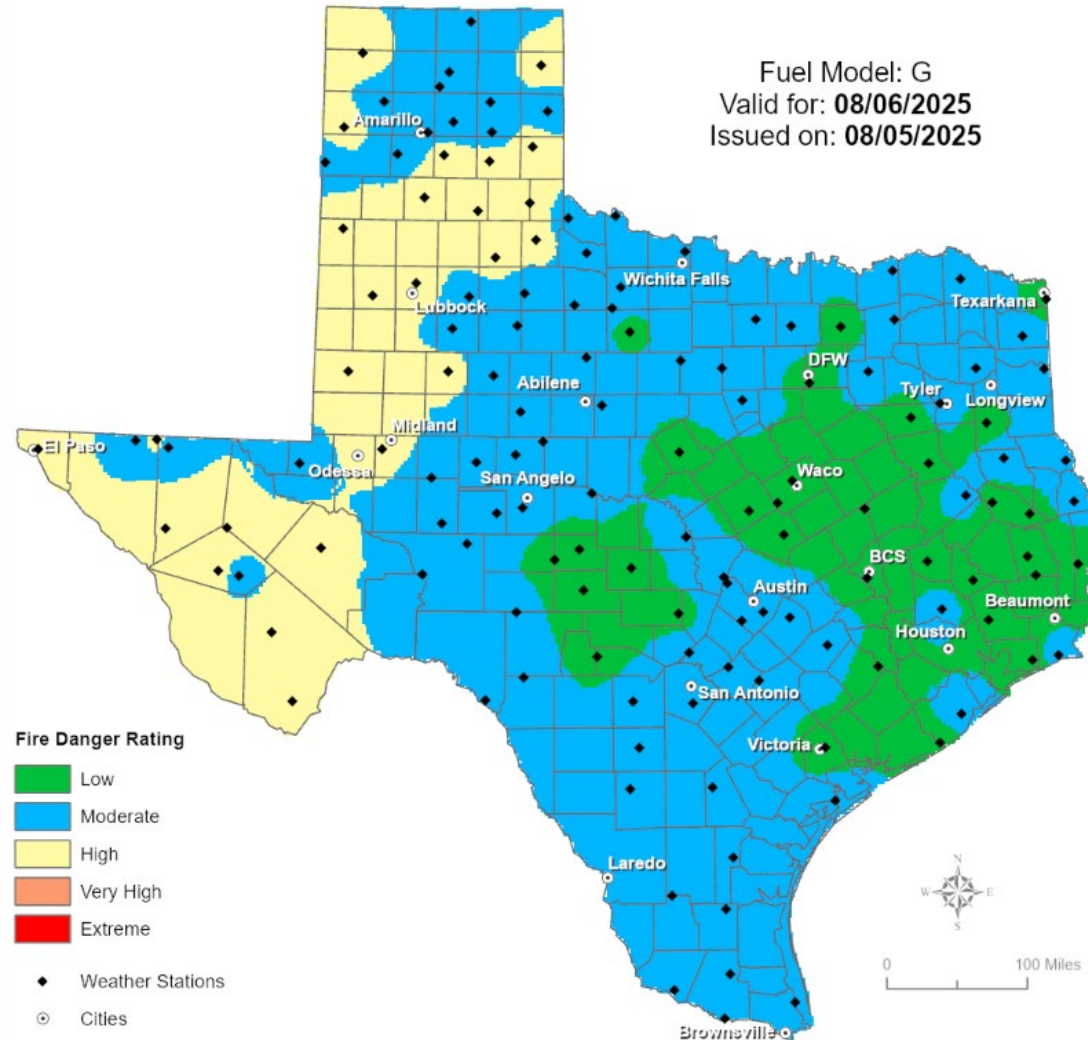 Fuel Model: G
Valid for: 08/06/2025
Issued on: 08/05/2025
Amarillo
Wichita Falls
Lubbock
Texarkana
DFW
Abilene
Tyler
Longview
Midland
El Paso
Odessa
Waco
San Angelo
BCS
Austin
Beaumont
Houston
San Antonio
Victoria
Laredo
Brownsville
Fire Danger Rating
Low
Moderate
High
Very High
Extreme
Weather Stations
Cities
N
W E
S
0 100 Miles